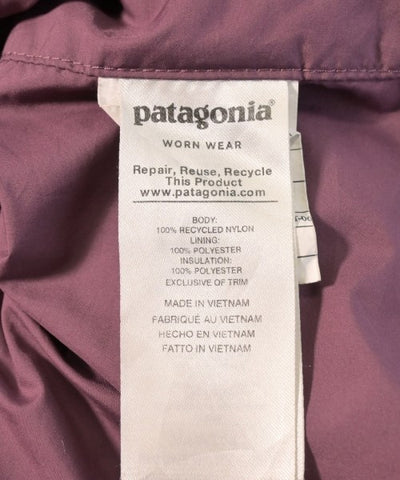 patagonia®
WORN WEAR
Repair, Reuse, Recycle
This Product
www.patagonia.com
BODY:
100% RECYCLED NYLON
LINING:
100% POLYESTER
INSULATION:
100% POLYESTER
EXCLUSIVE OF TRIM
MADE IN VIETNAM
FABRIQUÉ AU VIETNAM
HECHO EN VIETNAM
FATTO IN VIETNAM